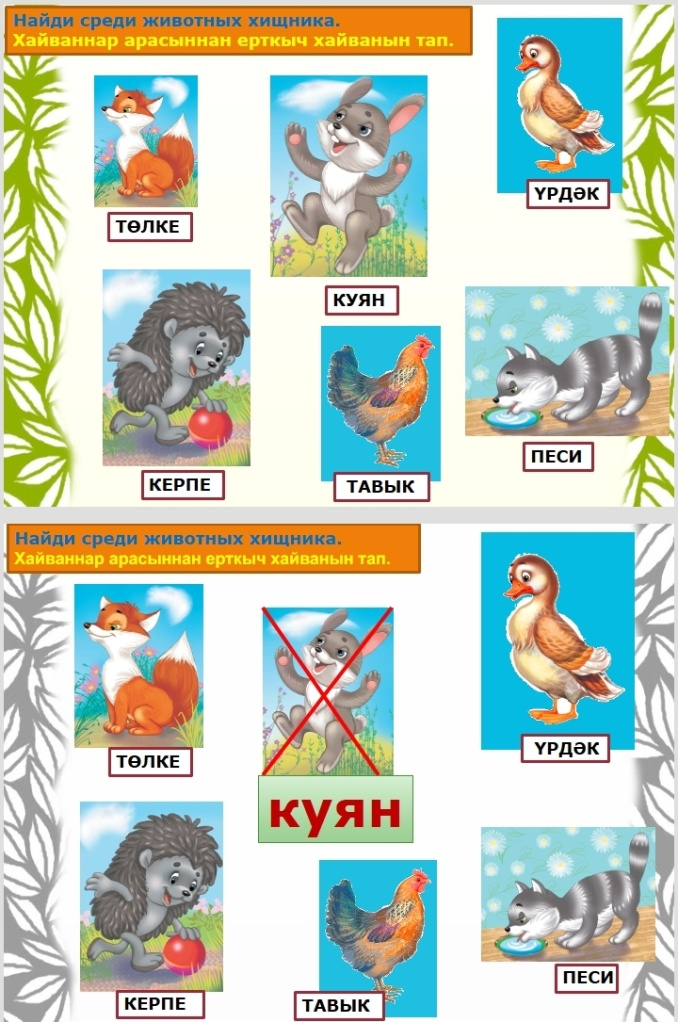 Найди среди животных хищника.
Хайваннар арасыннан ерткыч хайванын тап.
ҮРДӘК
ТӨЛКЕ
КУЯН
ПЕСИ
КЕРПЕ
ТАВЫК
Найди среди животных хищника.
Хайваннар арасыннан ерткыч хайванын тап.
ҮРДӘК
ТӨЛКЕ
куян
ПЕСИ
КЕРПЕ
ТАВЫК